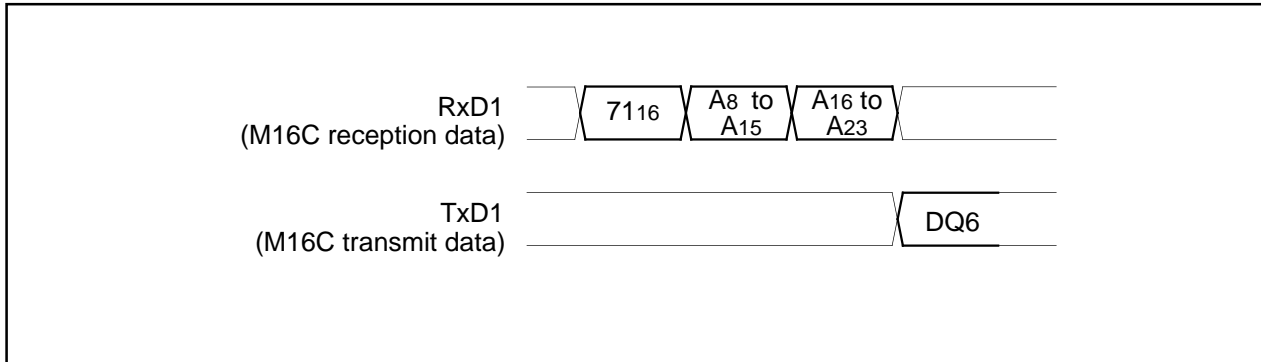 RxD1
(M16C reception data)
7116
A8 to
A15
A16 to
A23
TxD1
(M16C transmit data)
DQ6